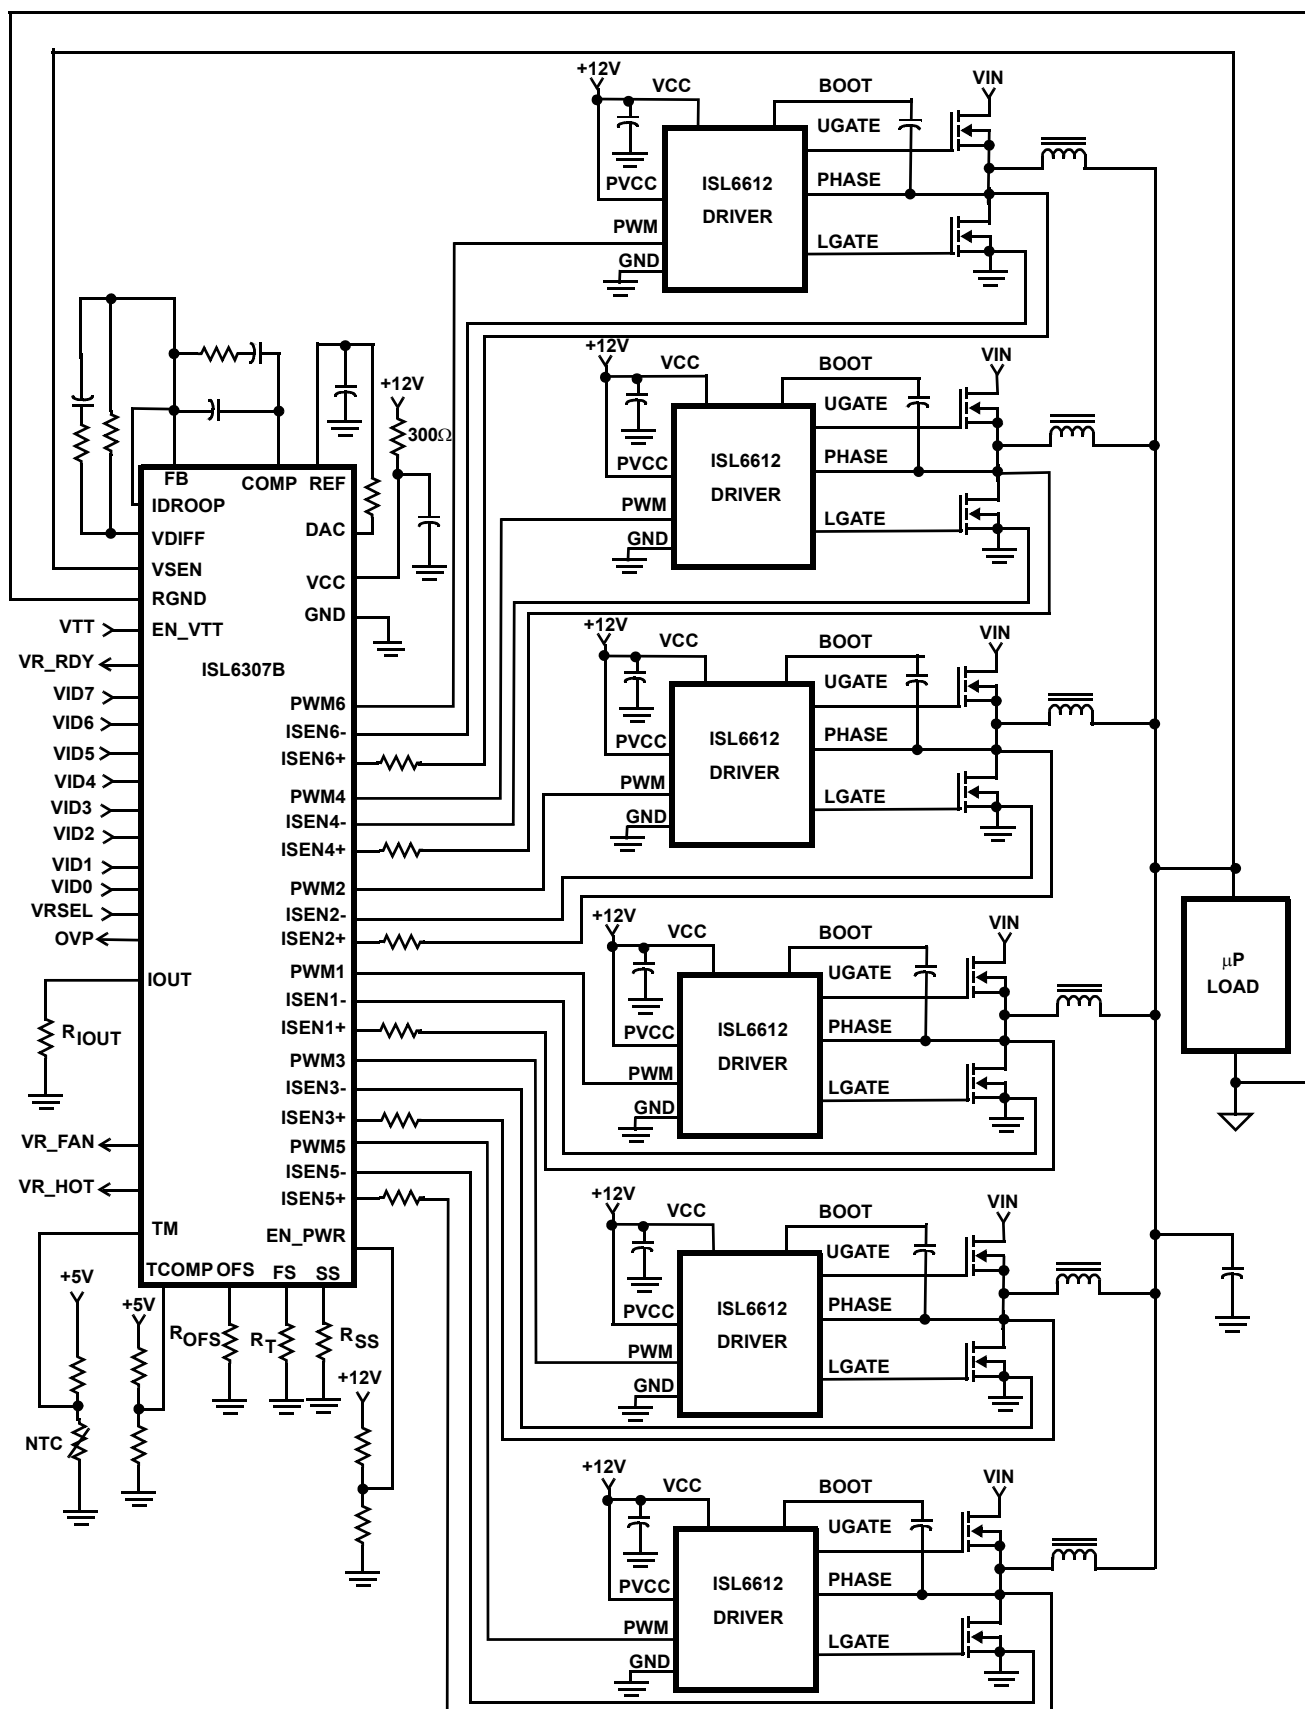 +12V
VCC
BOOT
VIN
UGATE
PVCC
ISL6612
DRIVER
PHASE
PWM
LGATE
GND
+12V
VCC
BOOT
VIN
UGATE
PVCC
ISL6612
DRIVER
PHASE
PWM
LGATE
GND
+12V
VCC
BOOT
VIN
UGATE
PVCC
ISL6612
DRIVER
PHASE
PWM
LGATE
GND
+12V
VCC
BOOT
VIN
UGATE
PVCC
ISL6612
DRIVER
PHASE
PWM
LGATE
GND
+12V
VCC
BOOT
VIN
UGATE
PVCC
ISL6612
DRIVER
PHASE
PWM
LGATE
GND
+12V
VCC
BOOT
VIN
UGATE
PVCC
ISL6612
DRIVER
PHASE
PWM
LGATE
GND
µP
LOAD
+12V
300Ω
FB
COMP
REF
IDROOP
VDIFF
VSEN
RGND
EN_VTT
DAC
VCC
GND
ISL6307B
VTT
VR_RDY
VID7
VID6
VID5
VID4
VID3
VID2
VID1
VID0
VRSEL
OVP
IOUT
RIOUT
VR_FAN
VR_HOT
TM
PWM6
ISEN6-
ISEN6+
PWM4
ISEN4-
ISEN4+
PWM2
ISEN2-
ISEN2+
PWM1
ISEN1-
ISEN1+
PWM3
ISEN3-
ISEN3+
PWM5
ISEN5-
ISEN5+
EN_PWR
TCOMP OFS FS SS
+5V
+5V
ROFS
RT
RSS
+12V
NTC